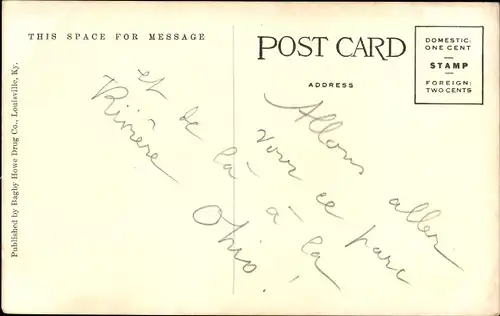 THIS SPACE FOR MESSAGE
POST CARD
ADDRESS
DOMESTIC:
ONE CENT
STAMP
FOREIGN:
TWO CENTS
Published by Bagby Howe Drug Co., Louisville, Ky.
Allons aller
voir ce parc
et de là à la
Rivière Ohio!